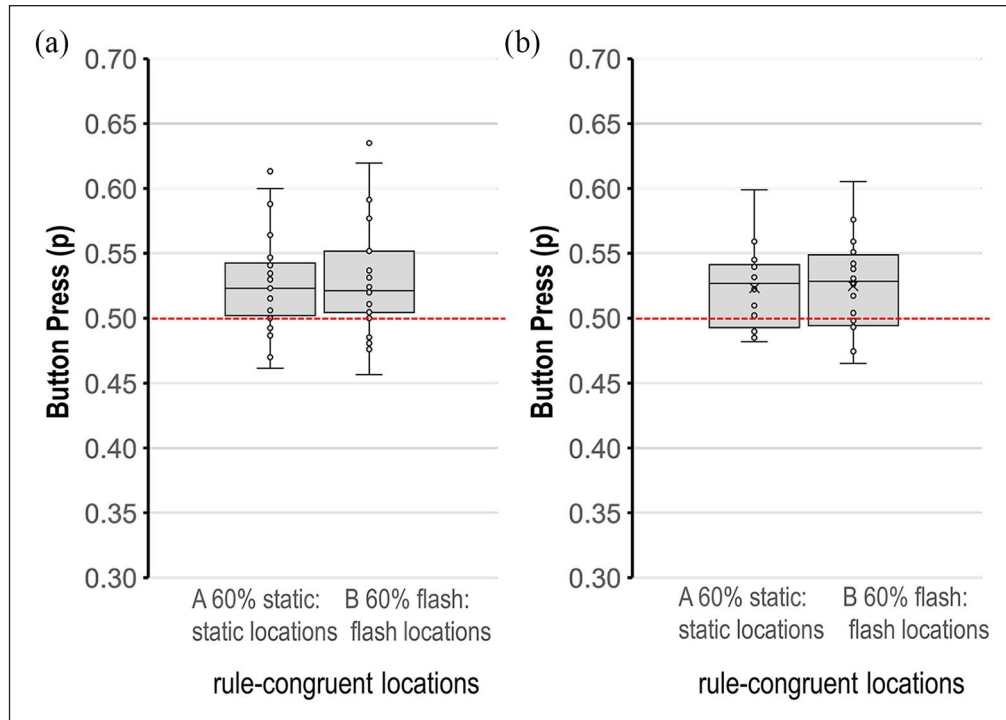 (a)
0.70
0.65
0.60
0.55
0.50
0.45
0.40
0.35
0.30
Button Press (p)
A 60% static:
static locations
B 60% flash:
flash locations
rule-congruent locations
(b)
0.70
0.65
0.60
0.55
0.50
0.45
0.40
0.35
0.30
Button Press (p)
A 60% static:
static locations
B 60% flash:
flash locations
rule-congruent locations